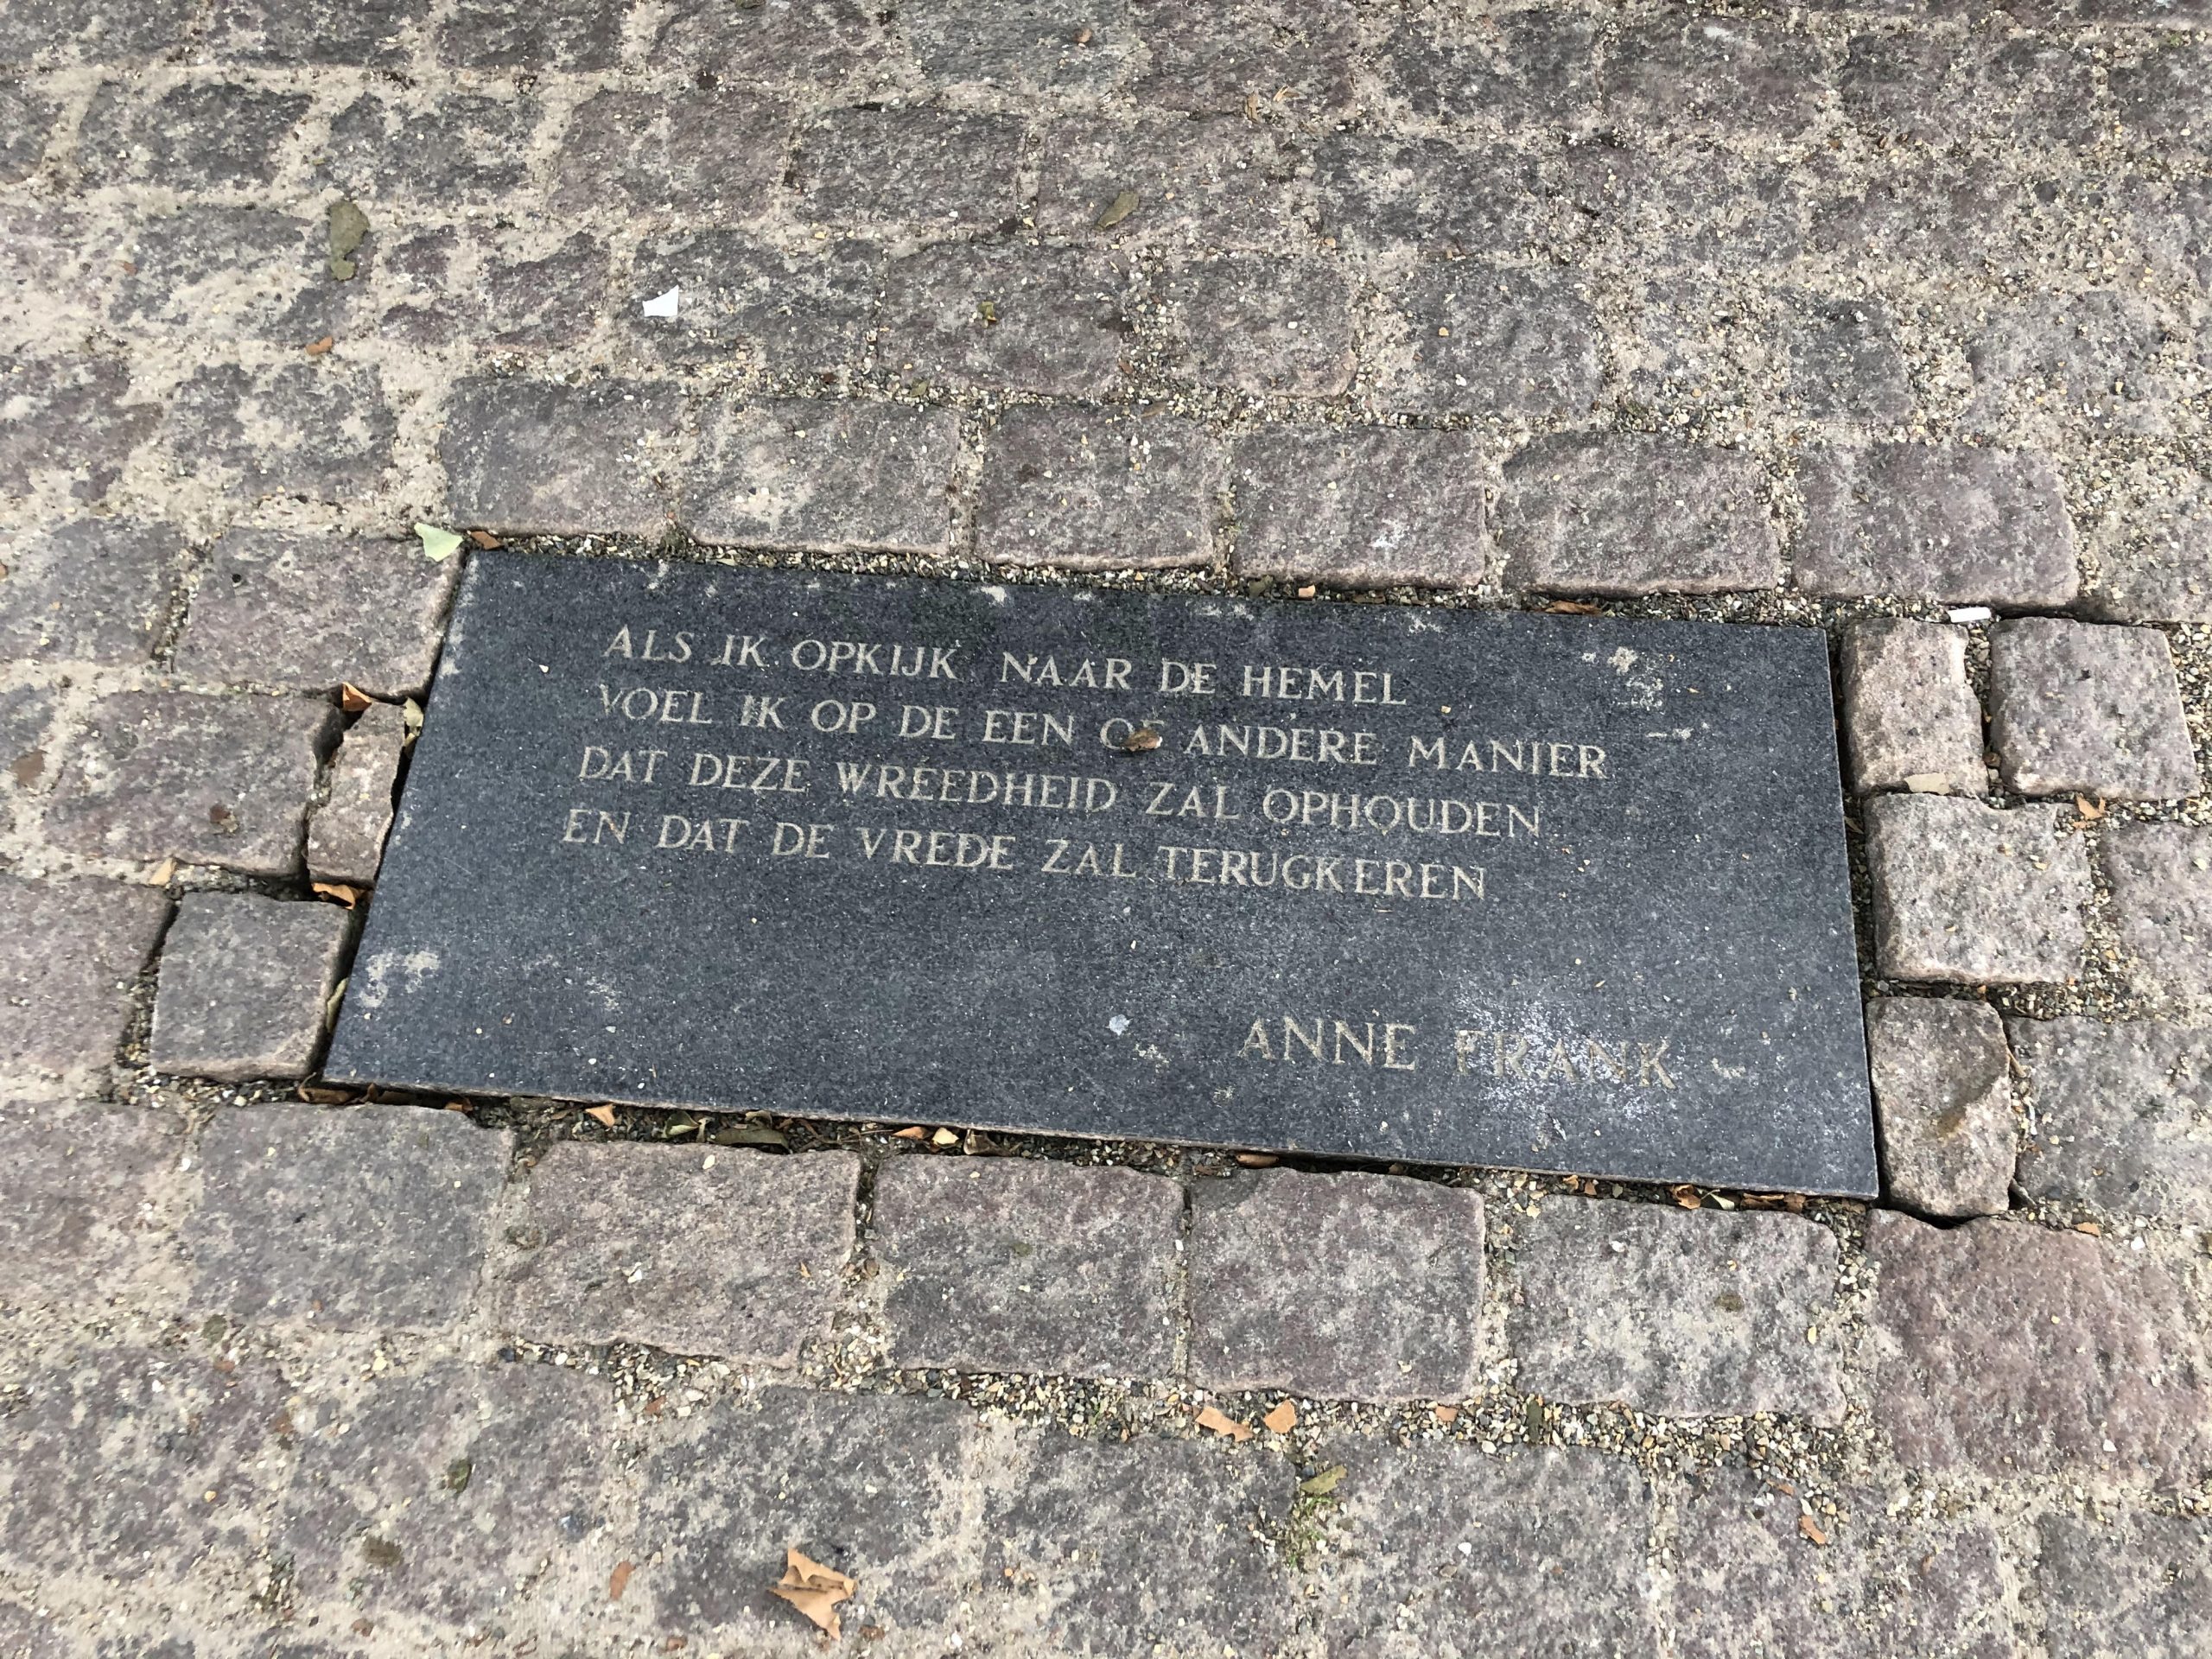 ALS IK OPKIJK NAAR DE HEMEL
VOEL IK OP DE EEN OF ANDERE MANIER
DAT DEZE WREEDHEID ZAL OPHOUDEN
EN DAT DE VREDE ZAL TERUGKEREN
ANNE FRANK